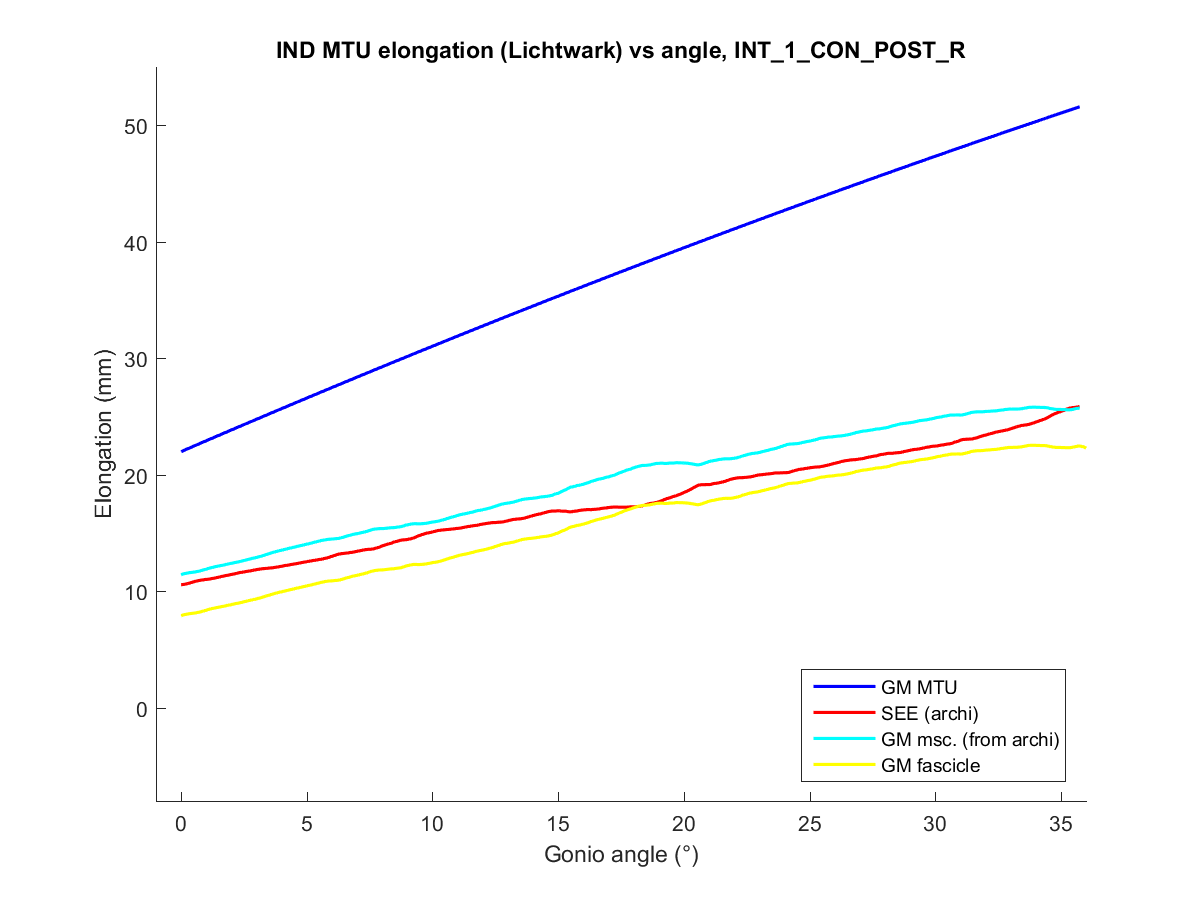 IND MTU elongation (Lichtwark) vs angle, INT_1_CON_POST_R
Elongation (mm)
50
40
30
20
10
0
0 5 10 15 20 25 30 35
Gonio angle (°)
GM MTU
SEE (archi)
GM msc. (from archi)
GM fascicle